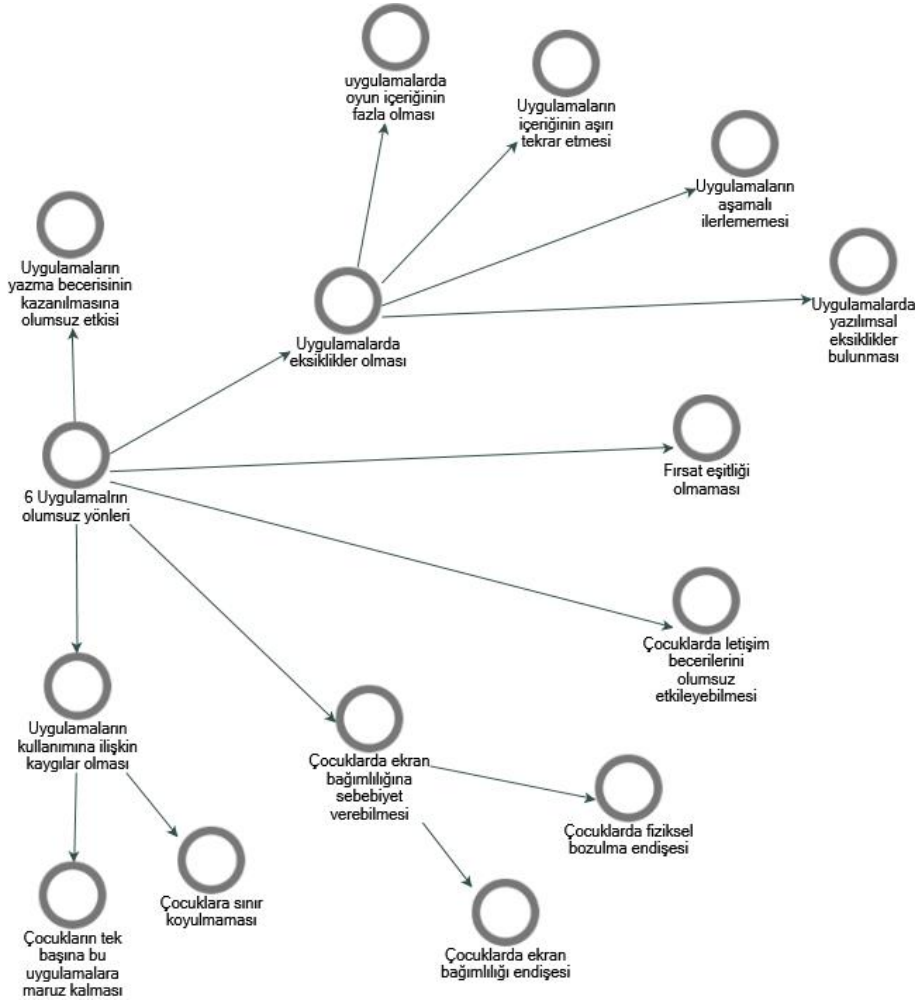 uygulamalarda
oyun içeriğinin
fazla olması
Uygulamaların
içeriğinin aşırı
tekrar etmesi
Uygulamaların
aşamalı
ilerlememesi
Uygulamaların
yazma becerisinin
kazanılmasına
olumsuz etkisi
Uygulamalarda
yazılımsal
eksiklikler
bulunması
Uygulamalarda
eksiklikler olması
Fırsat eşitliği
olmaması
6 Uygulamalrın
olumsuz yönleri
Çocuklarda letişim
becerilerini
olumsuz
etkileyebilmesi
Uygulamaların
kullanımına ilişkin
kaygılar olması
Çocuklarda ekran
bağımlılığına
sebebiyet
verebilmesi
Çocuklarda fiziksel
bozulma endişesi
Çocuklara sınır
koyulmaması
Çocukların tek
başına bu
uygulamalara
maruz kalması
Çocuklarda ekran
bağımlılığı endişesi